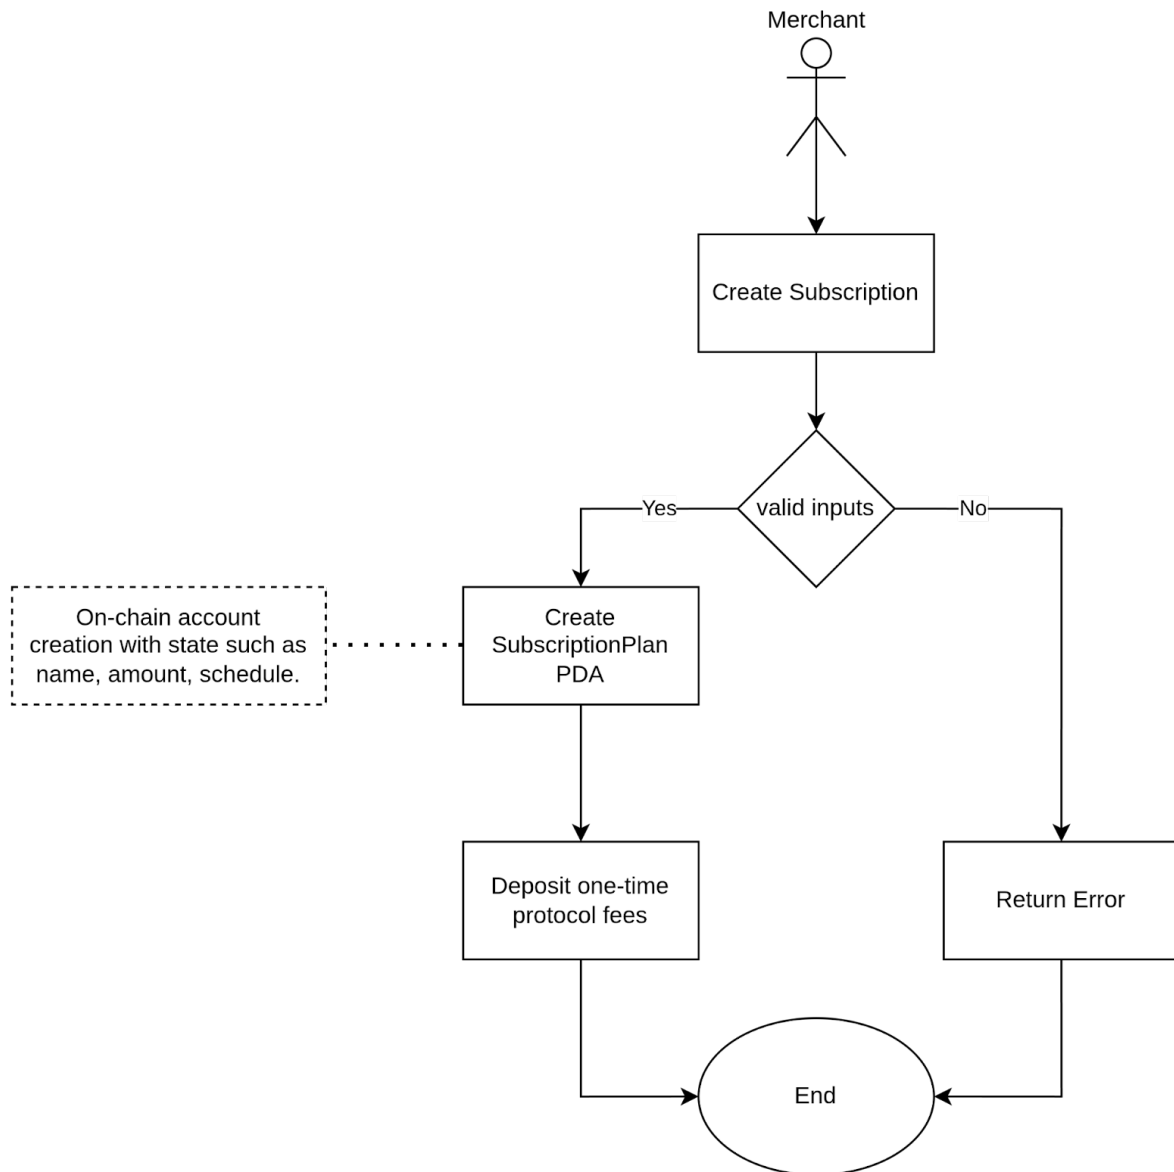 Merchant
Create Subscription
valid inputs
Yes
No
On-chain account
creation with state such as
name, amount, schedule.
Create
SubscriptionPlan
PDA
Deposit one-time
protocol fees
Return Error
End